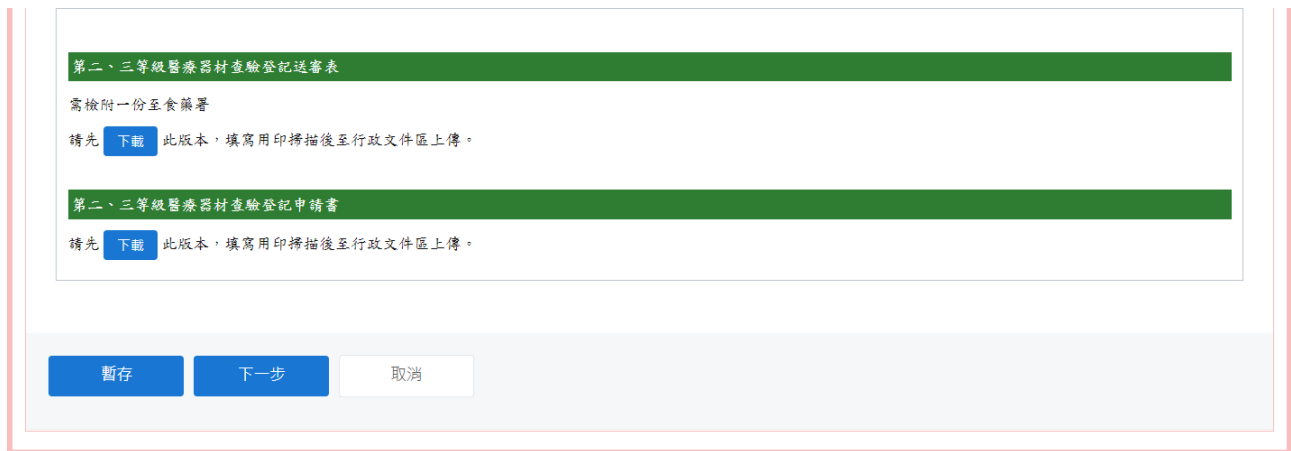 第二、三等級醫療器材查驗登記送審表
需檢附一份至食藥署
請先 下載 此版本，填寫用印掃描後至行政文件區上傳。
第二、三等級醫療器材查驗登記申請書
請先 下載 此版本，填寫用印掃描後至行政文件區上傳。
暫存 下一步 取消